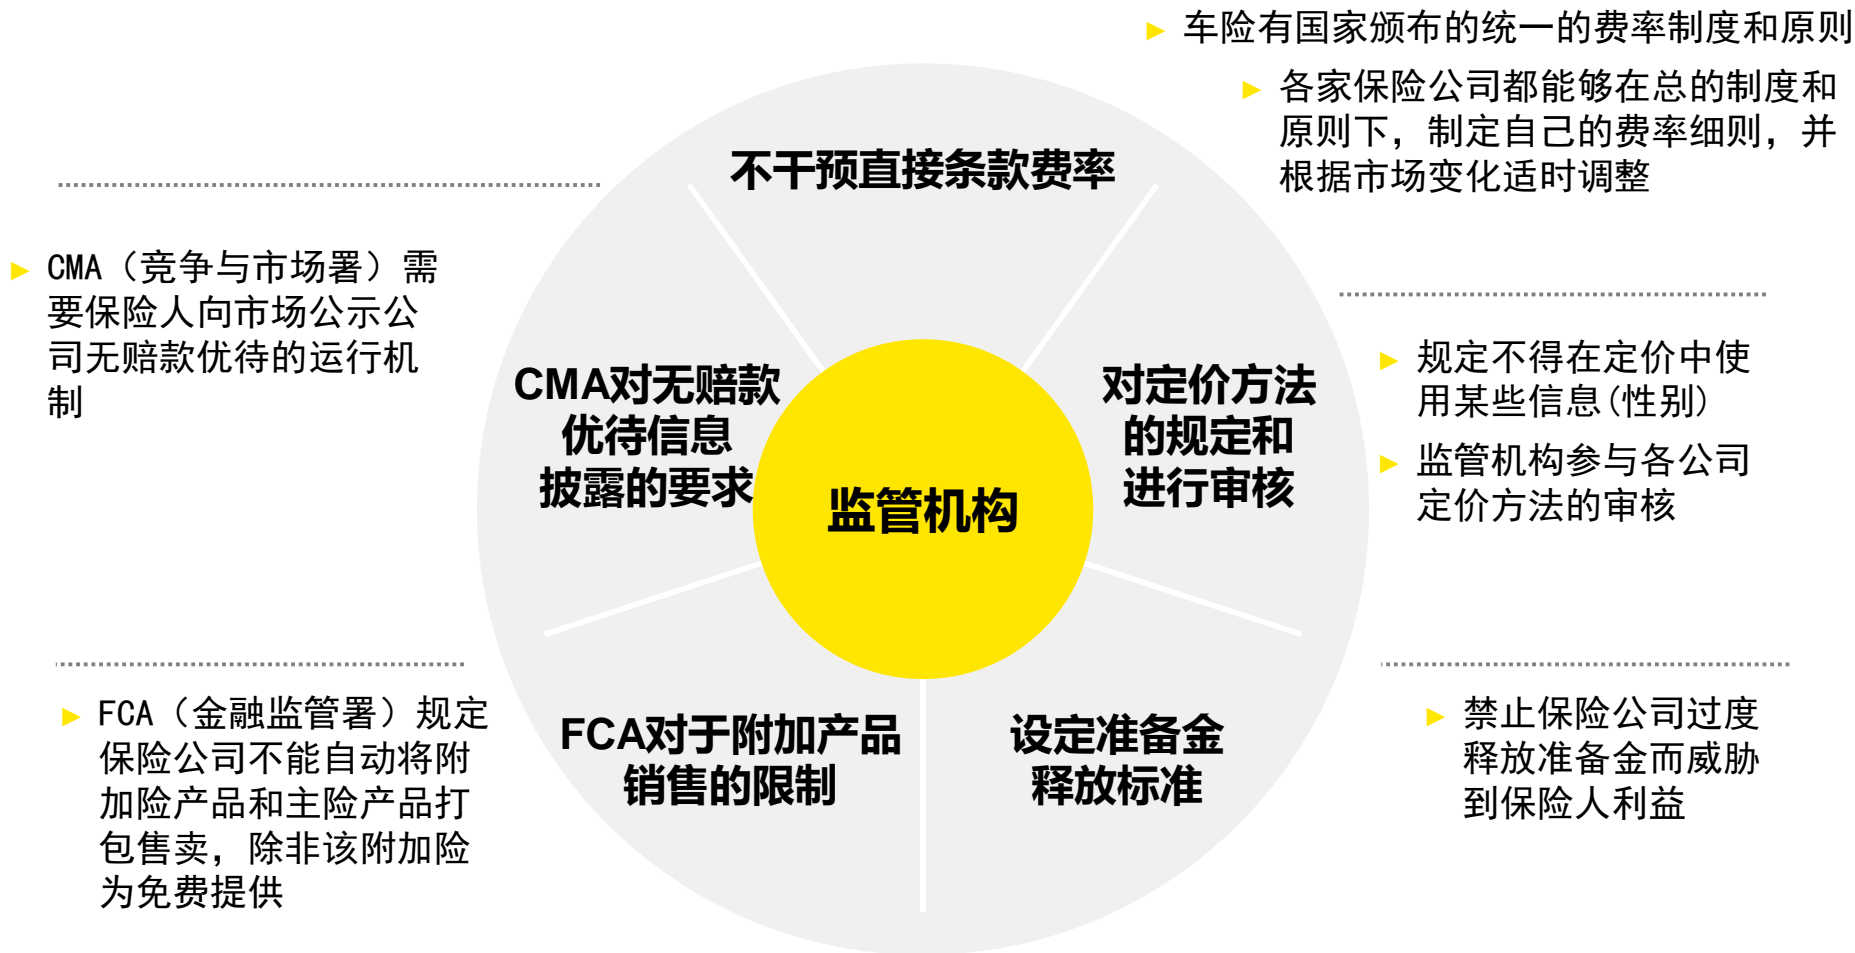 ► 车险有国家颁布的统一的费率制度和原则
► 各家保险公司都能够在总的制度和
原则下，制定自己的费率细则，并
根据市场变化适时调整
不干预直接条款费率
► CMA（竞争与市场署）需
要保险人向市场公示公
司无赔款优待的运行机
制
CMA对无赔款
优待信息
披露的要求
监管机构
对定价方法
的规定和
进行审核
► 规定不得在定价中使
用某些信息(性别)
► 监管机构参与各公司
定价方法的审核
► FCA（金融监管署）规定
保险公司不能自动将附
加险产品和主险产品打
包售卖，除非该附加险
为免费提供
FCA对于附加产品
销售的限制
设定准备金
释放标准
► 禁止保险公司过度
释放准备金而威胁
到保险人利益